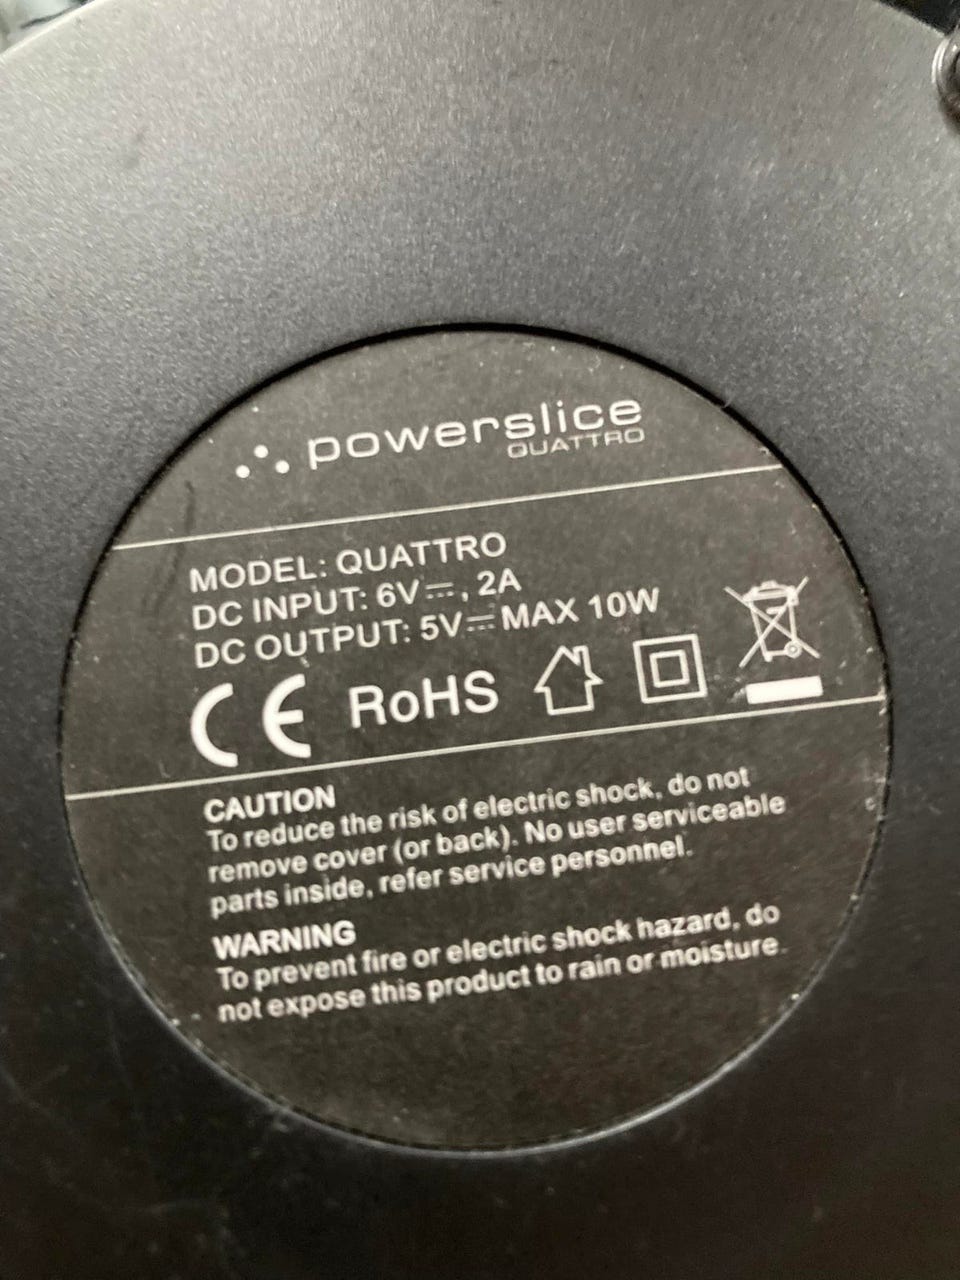 powerslice
QUATTRO
MODEL: QUATTRO
DC INPUT: 6V⎓, 2A
DC OUTPUT: 5V⎓ MAX 10W
CE RoHS
CAUTION
To reduce the risk of electric shock, do not
remove cover (or back). No user serviceable
parts inside, refer service personnel.
WARNING
To prevent fire or electric shock hazard, do
not expose this product to rain or moisture.